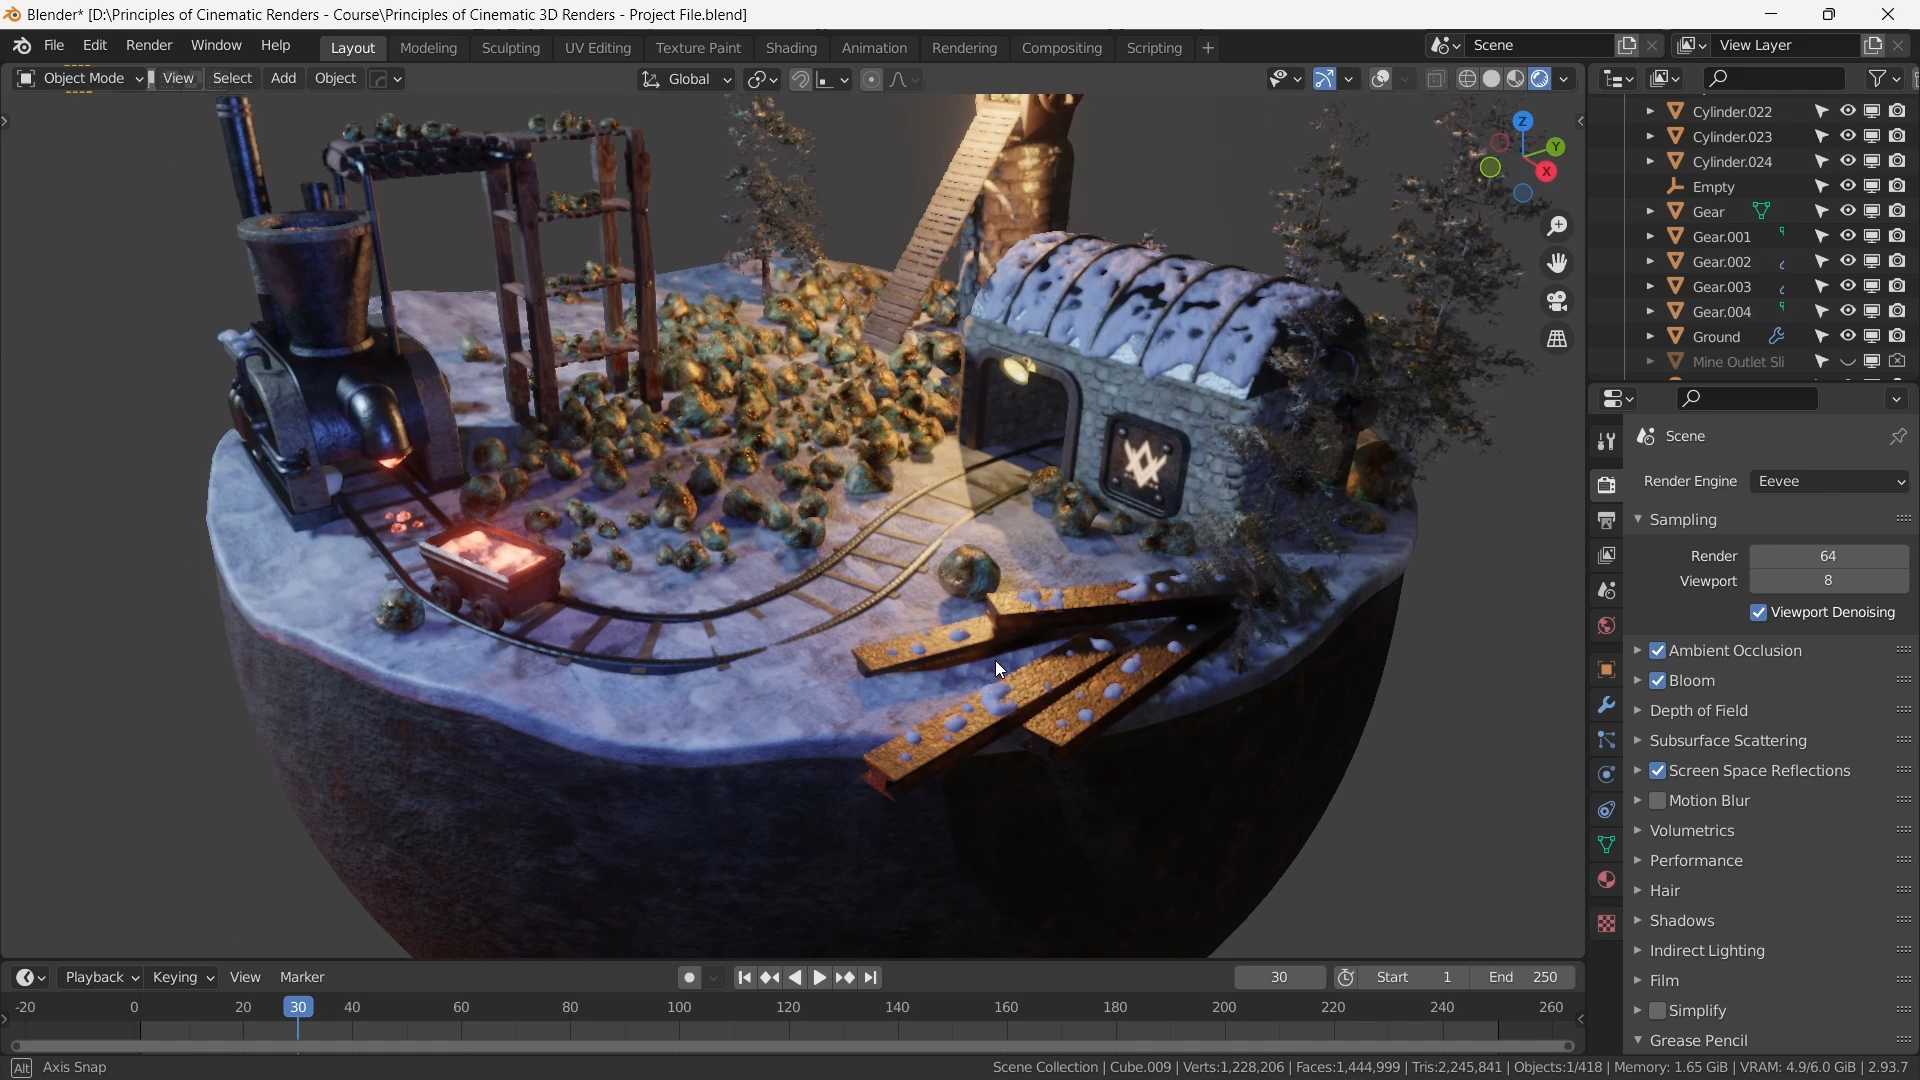 Blender* [D:\Principles of Cinematic Renders - Course\Principles of Cinematic 3D Renders - Project File.blend]
File Edit Render Window Help Layout Modeling Sculpting UV Editing Texture Paint Shading Animation Rendering Compositing Scripting + Scene View Layer
Object Mode View Select Add Object Global
Cylinder.022
Cylinder.023
Cylinder.024
Empty
Gear
Gear.001
Gear.002
Gear.003
Gear.004
Ground
Mine Outlet Sli
Z
Y
X
Scene
Render Engine Eevee
Sampling
Render 64
Viewport 8
Viewport Denoising
Ambient Occlusion
Bloom
Depth of Field
Subsurface Scattering
Screen Space Reflections
Motion Blur
Volumetrics
Performance
Hair
Shadows
Indirect Lighting
Film
Simplify
Grease Pencil
Playback Keying View Marker 30 Start 1 End 250
-20 0 20 30 40 60 80 100 120 140 160 180 200 220 240 260
Alt Axis Snap Scene Collection | Cube.009 | Verts:1,228,206 | Faces:1,444,999 | Tris:2,245,841 | Objects:1/418 | Memory: 1.65 GiB | VRAM: 4.9/6.0 GiB | 2.93.7